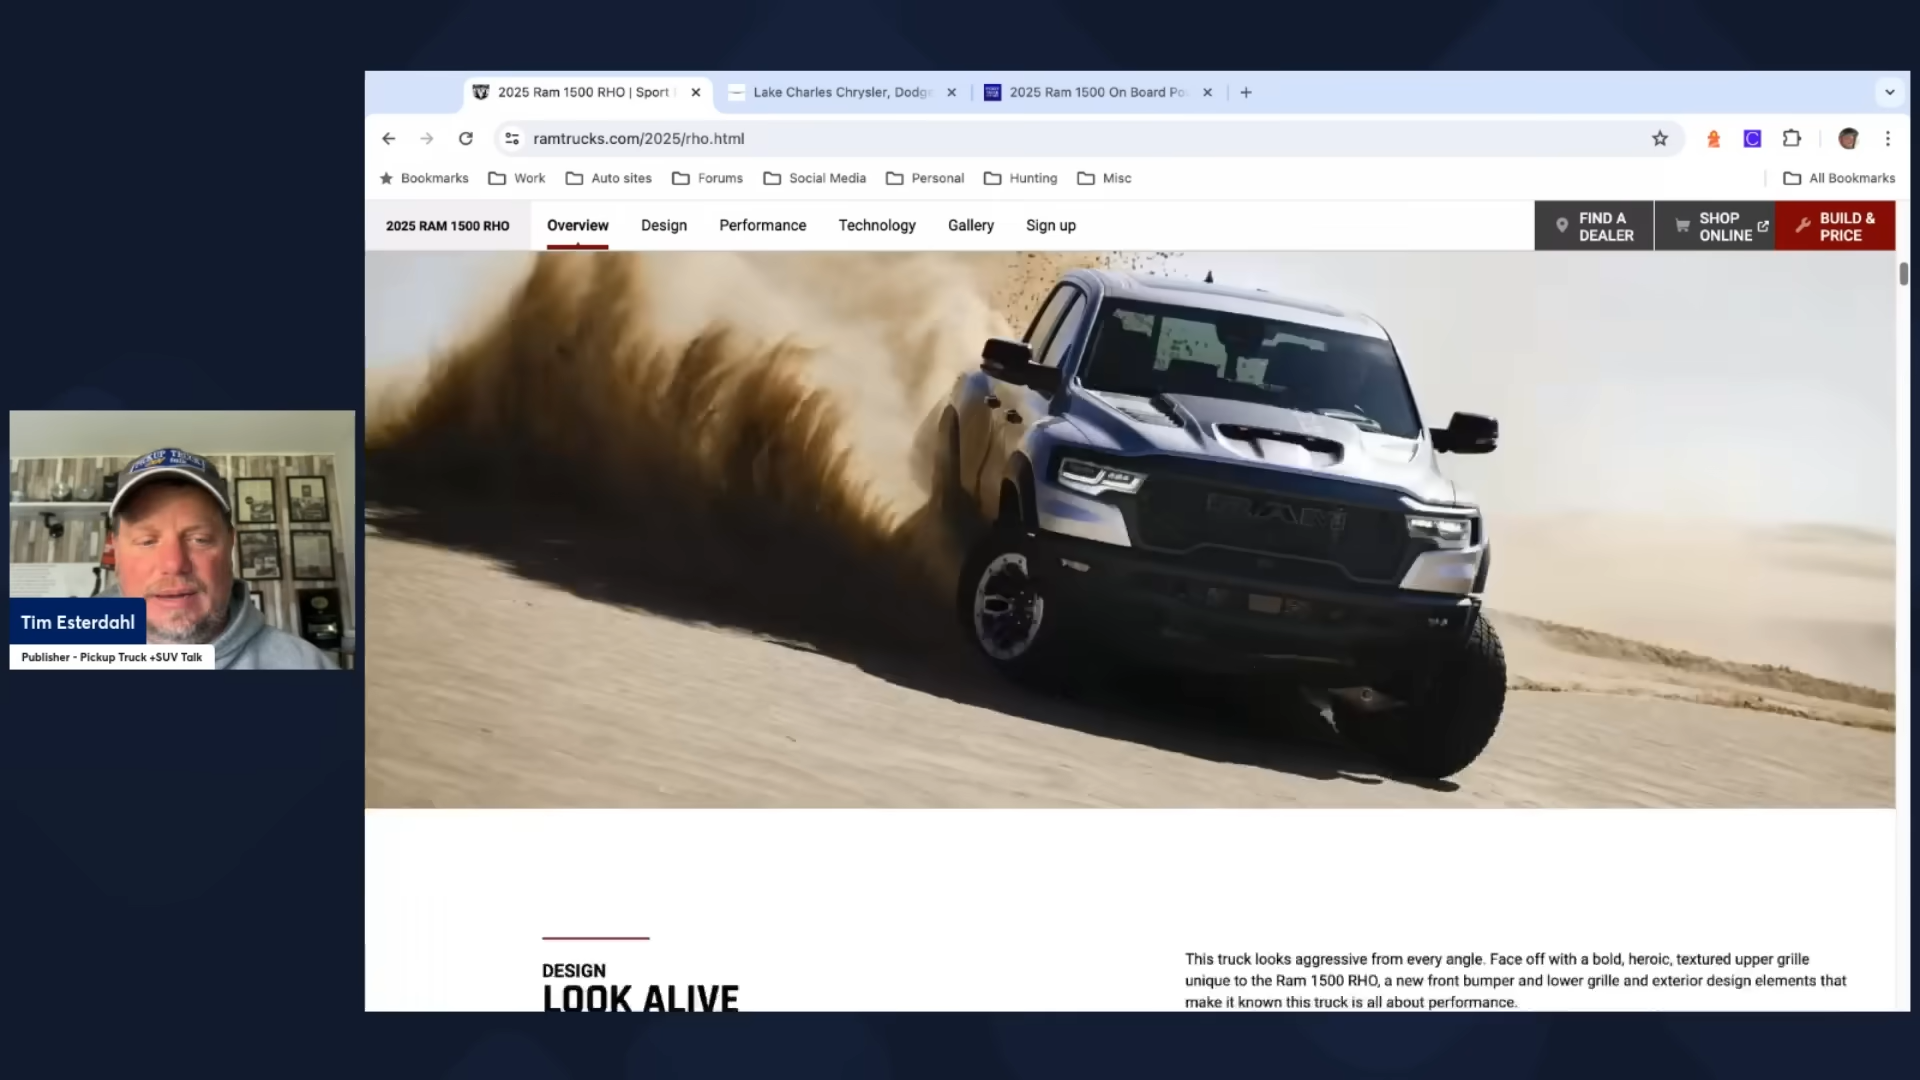 2025 Ram 1500 RHO | Sport
Lake Charles Chrysler, Dodg
2025 Ram 1500 On Board Po
ramtrucks.com/2025/rho.html
Bookmarks
Work
Auto sites
Forums
Social Media
Personal
Hunting
Misc
All Bookmarks
2025 RAM 1500 RHO
Overview
Design
Performance
Technology
Gallery
Sign up
FIND A
DEALER
SHOP
ONLINE
BUILD &
PRICE
RAM
PICKUP TRUCK
Tim Esterdahl
Publisher - Pickup Truck +SUV Talk
DESIGN
LOOK ALIVE
This truck looks aggressive from every angle. Face off with a bold, heroic, textured upper grille
unique to the Ram 1500 RHO, a new front bumper and lower grille and exterior design elements that
make it known this truck is all about performance.